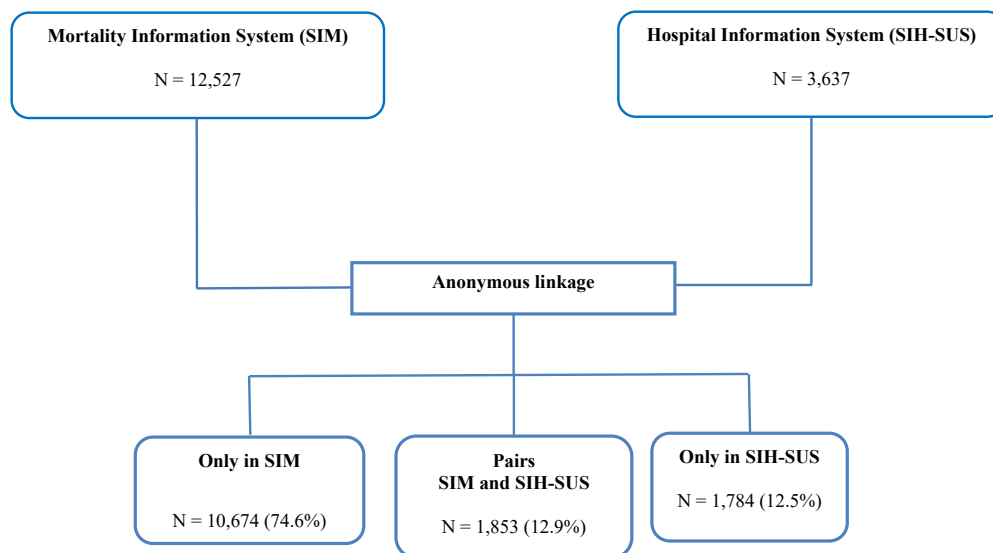 Mortality Information System (SIM)
N = 12,527
Hospital Information System (SIH-SUS)
N = 3,637
Anonymous linkage
Only in SIM
N = 10,674 (74.6%)
Pairs
SIM and SIH-SUS
N = 1,853 (12.9%)
Only in SIH-SUS
N = 1,784 (12.5%)